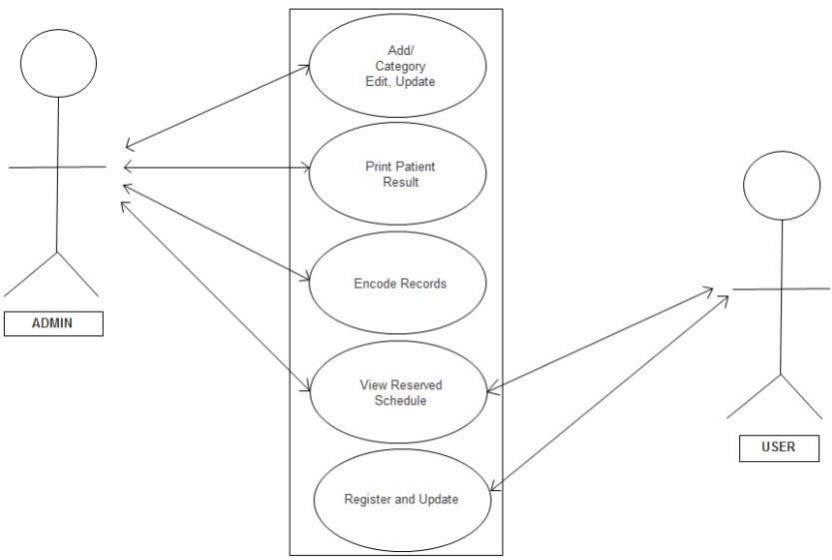 Add/
Category
Edit, Update
Print Patient
Result
Encode Records
ADMIN
View Reserved
Schedule
USER
Register and Update